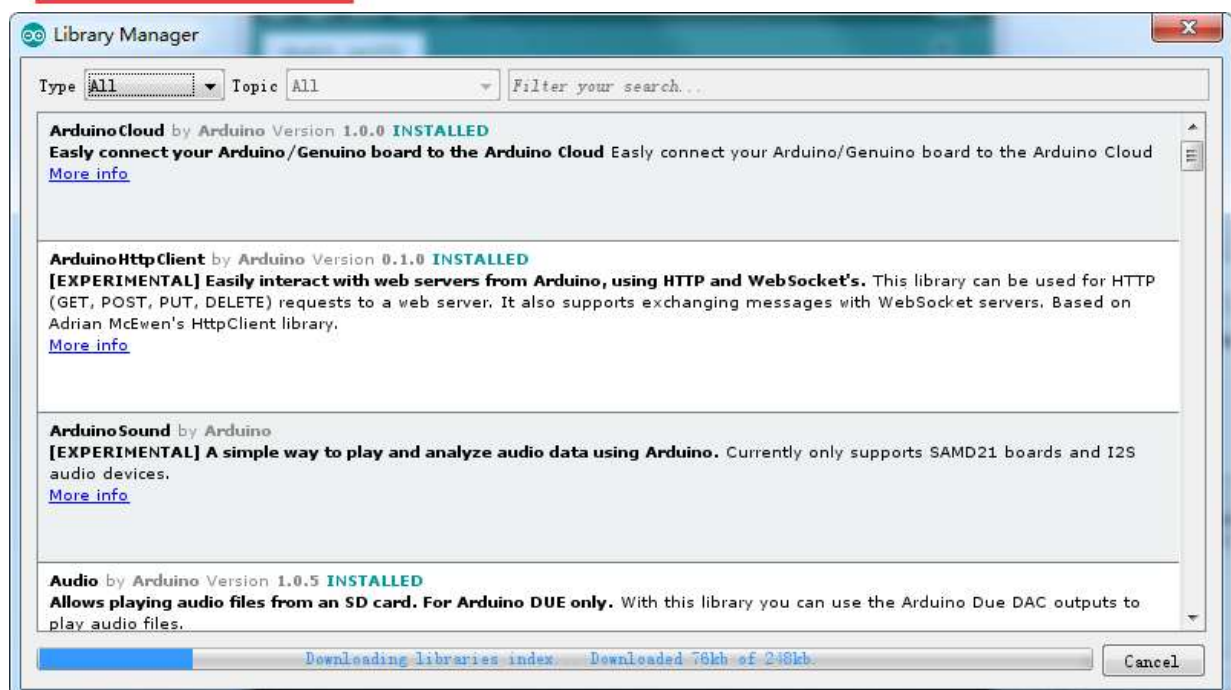 Library Manager
Type All Topic All Filter your search...
ArduinoCloud by Arduino Version 1.0.0 INSTALLED
Easly connect your Arduino/Genuino board to the Arduino Cloud Easly connect your Arduino/Genuino board to the Arduino Cloud
More info
ArduinoHttpClient by Arduino Version 0.1.0 INSTALLED
[EXPERIMENTAL] Easily interact with web servers from Arduino, using HTTP and WebSocket's. This library can be used for HTTP
(GET, POST, PUT, DELETE) requests to a web server. It also supports exchanging messages with WebSocket servers. Based on
Adrian McEwen's HttpClient library.
More info
ArduinoSound by Arduino
[EXPERIMENTAL] A simple way to play and analyze audio data using Arduino. Currently only supports SAMD21 boards and I2S
audio devices.
More info
Audio by Arduino Version 1.0.5 INSTALLED
Allows playing audio files from an SD card. For Arduino DUE only. With this library you can use the Arduino Due DAC outputs to
play audio files.
Downloading libraries index... Downloaded 76kb of 248kb. Cancel